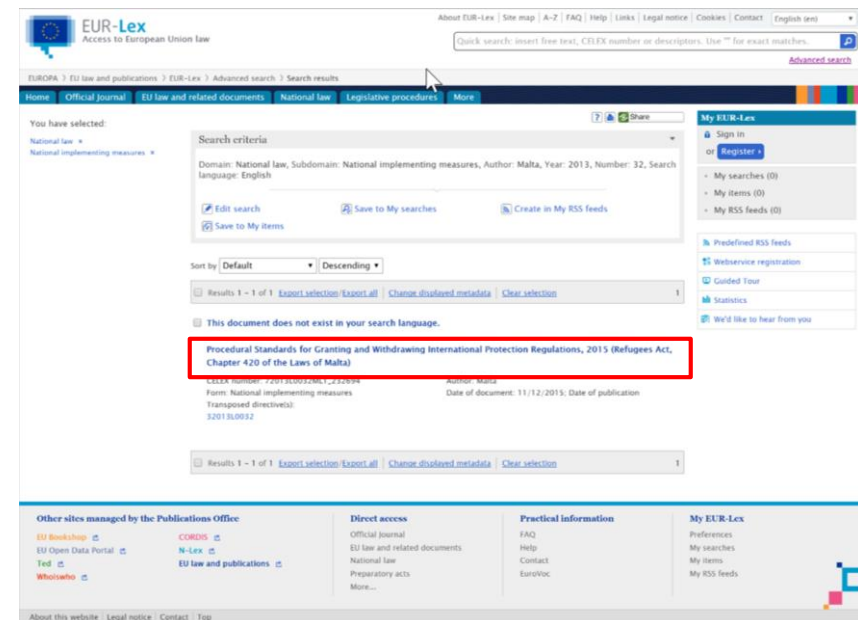 About EUR-Lex | Site map | A-Z | FAQ | Help | Links | Legal notice | Cookies | Contact English (en)
EUR-Lex
Access to European Union law
Quick search: insert free text, CELEX number or descriptors. Use "" for exact matches.
Advanced search
EUROPA > EU law and publications > EUR-Lex > Advanced search > Search results
Home Official Journal EU law and related documents National law Legislative procedures More
You have selected:
National law ×
National implementing measures ×
? Share
Search criteria
Domain: National law, Subdomain: National implementing measures, Author: Malta, Year: 2013, Number: 32, Search
language: English
Edit search Save to My searches Create in My RSS feeds
Save to My items
Sort by Default Descending
Results 1 – 1 of 1 Export selection/Export all | Change displayed metadata | Clear selection 1
This document does not exist in your search language.
Procedural Standards for Granting and Withdrawing International Protection Regulations, 2015 (Refugees Act,
Chapter 420 of the Laws of Malta)
CELEX number: 72013L0032MLT_232694 Author: Malta
Form: National implementing measures Date of document: 11/12/2015; Date of publication
Transposed directive(s):
32013L0032
Results 1 – 1 of 1 Export selection/Export all | Change displayed metadata | Clear selection 1
My EUR-Lex
Sign in
or Register
My searches (0)
My items (0)
My RSS feeds (0)
Predefined RSS feeds
Webservice registration
Guided Tour
Statistics
We'd like to hear from you
Other sites managed by the Publications Office
EU Bookshop CORDIS
EU Open Data Portal N-Lex
Ted EU law and publications
Whoiswho
Direct access
Official Journal
EU law and related documents
National law
Preparatory acts
More...
Practical information
FAQ
Help
Contact
EuroVoc
My EUR-Lex
Preferences
My searches
My items
My RSS feeds
About this website | Legal notice | Contact | Top